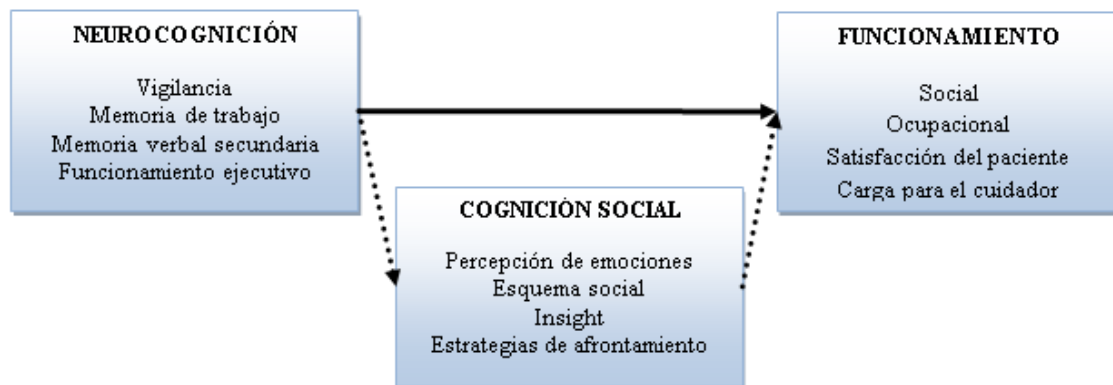 NEUROCOGNICIÓN
Vigilancia
Memoria de trabajo
Memoria verbal secundaria
Funcionamiento ejecutivo
COGNICIÓN SOCIAL
Percepción de emociones
Esquema social
Insight
Estrategias de afrontamiento
FUNCIONAMIENTO
Social
Ocupacional
Satisfacción del paciente
Carga para el cuidador